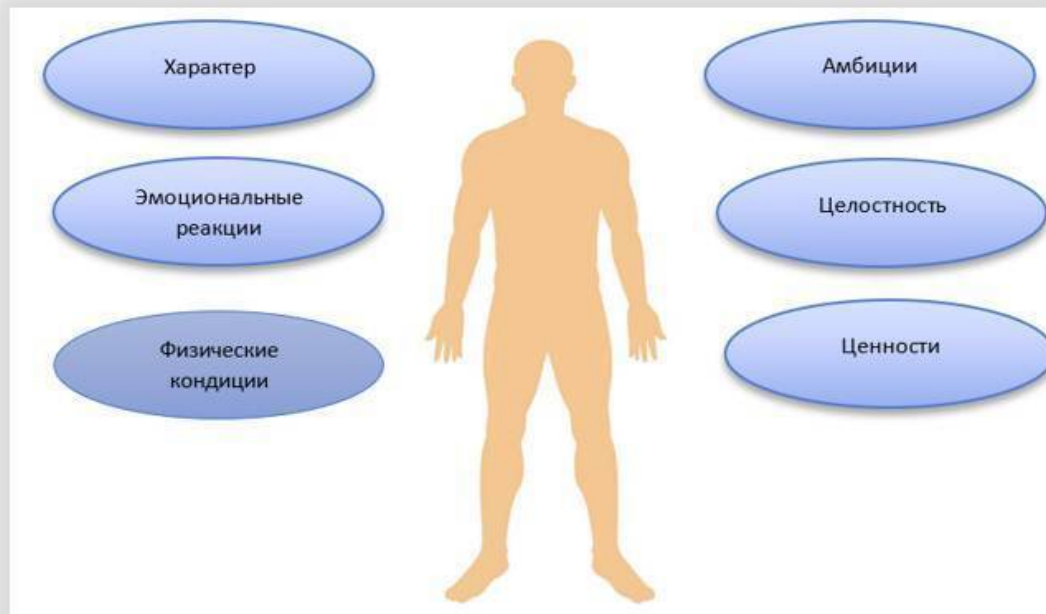 Характер
Эмоциональные
реакции
Физические
кондиции
Амбиции
Целостность
Ценности